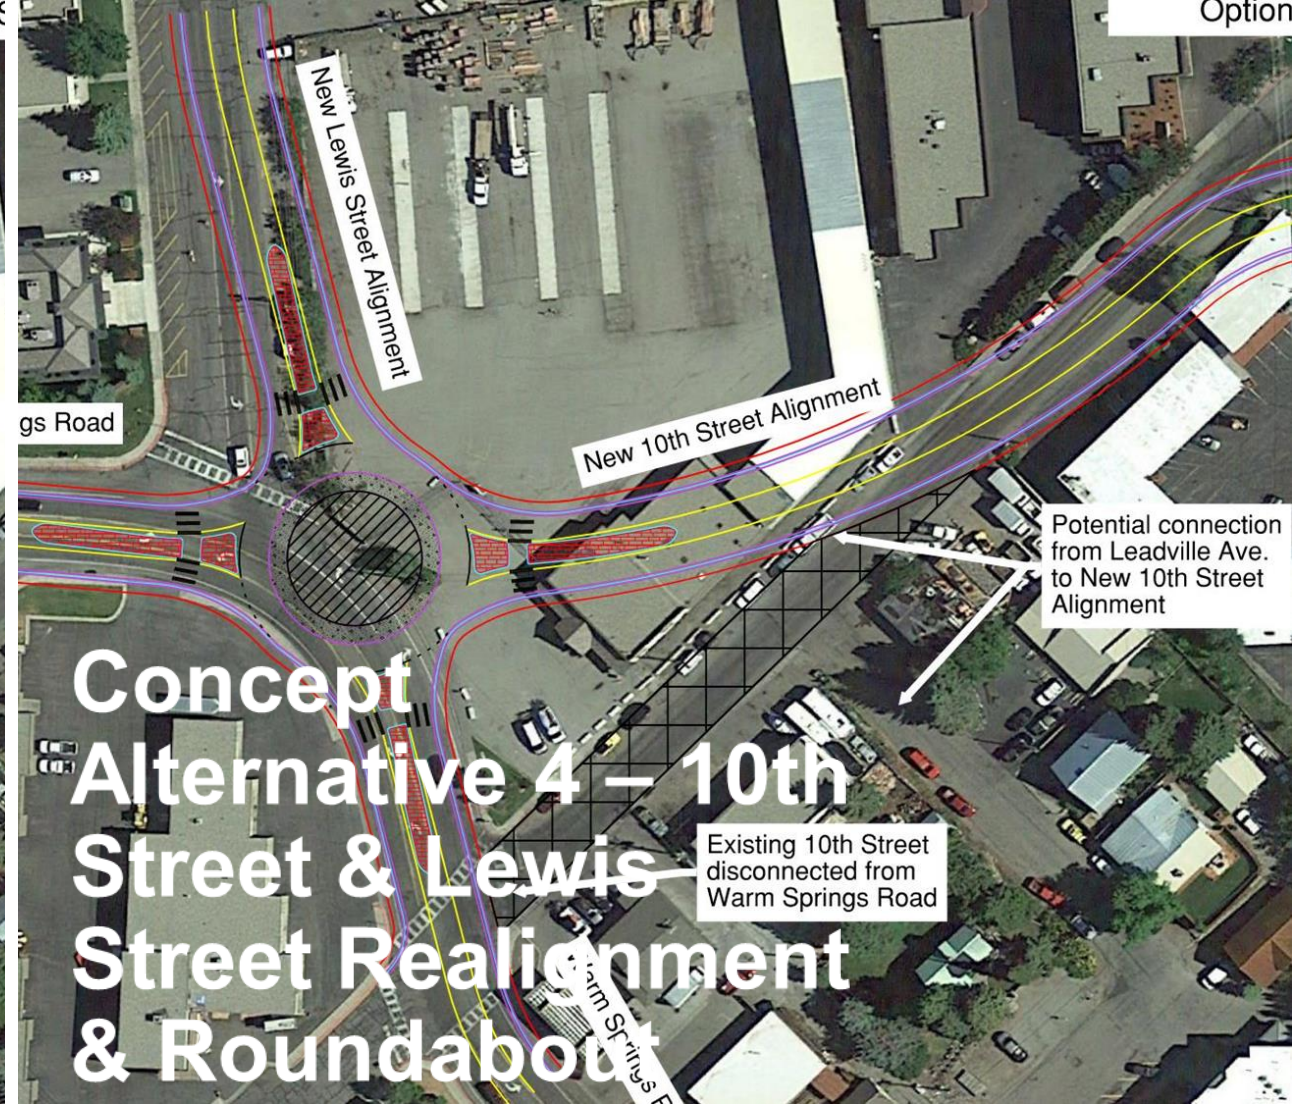 Option
New Lewis Street Alignment
gs Road
New 10th Street Alignment
Potential connection
from Leadville Ave.
to New 10th Street
Alignment
Existing 10th Street
disconnected from
Warm Springs Road
Concept
Alternative 4 – 10th
Street & Lewis
Street Realignment
& Roundabout
Warm Springs R